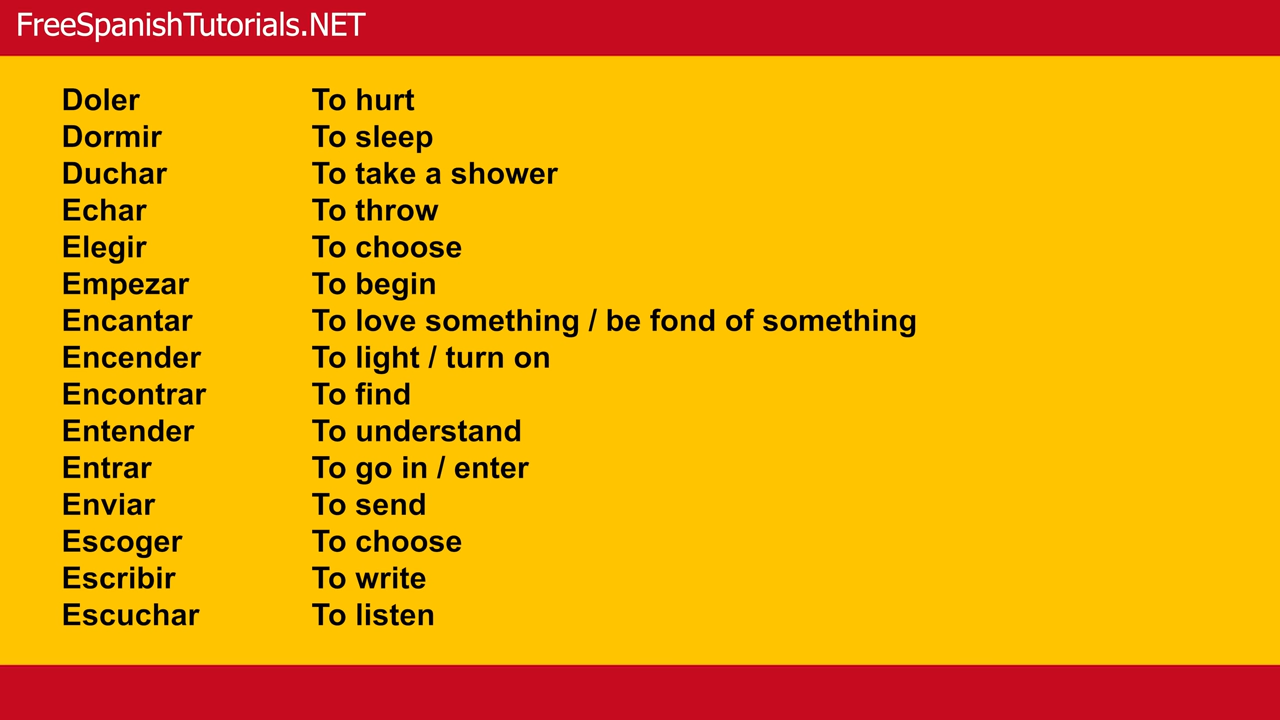 FreeSpanishTutorials.NET
Doler To hurt
Dormir To sleep
Duchar To take a shower
Echar To throw
Elegir To choose
Empezar To begin
Encantar To love something / be fond of something
Encender To light / turn on
Encontrar To find
Entender To understand
Entrar To go in / enter
Enviar To send
Escoger To choose
Escribir To write
Escuchar To listen